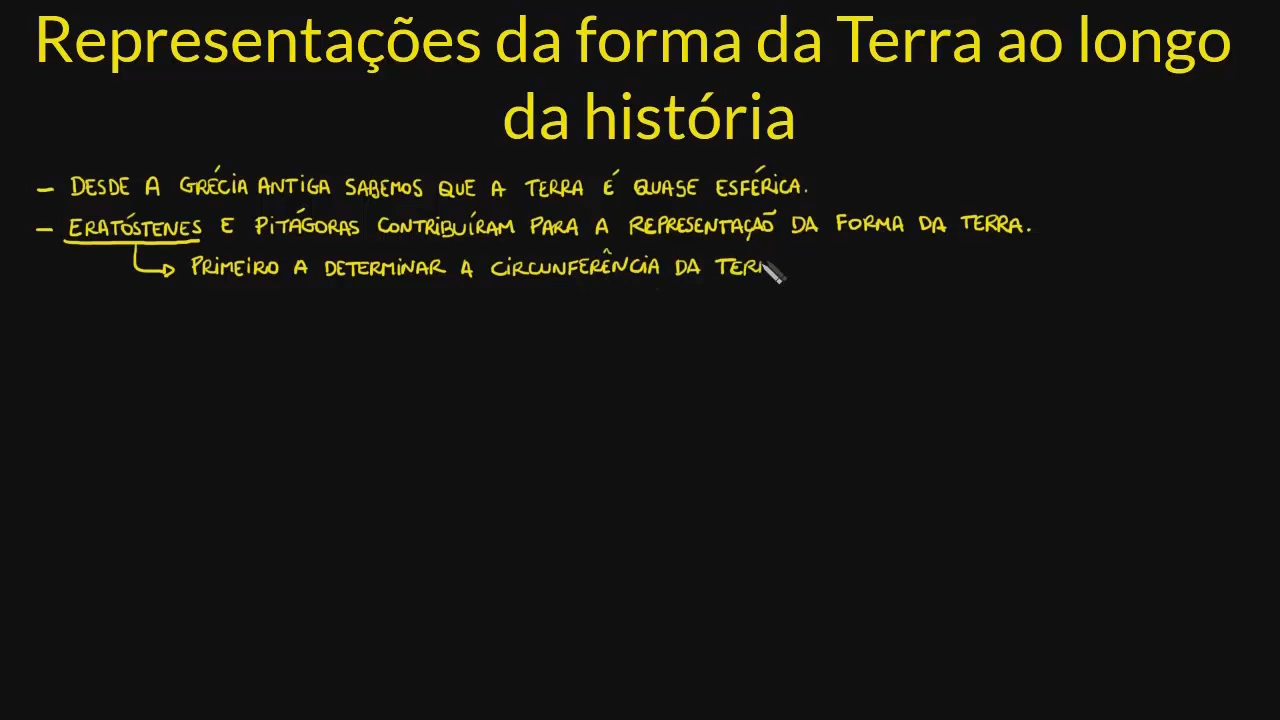 Representações da forma da Terra ao longo
da história
- DESDE A GRÉCIA ANTIGA SABEMOS QUE A TERRA É QUASE ESFÉRICA.
- ERATÓSTENES E PITÁGORAS CONTRIBUÍRAM PARA A REPRESENTAÇÃO DA FORMA DA TERRA.
PRIMEIRO A DETERMINAR A CIRCUNFERÊNCIA DA TER